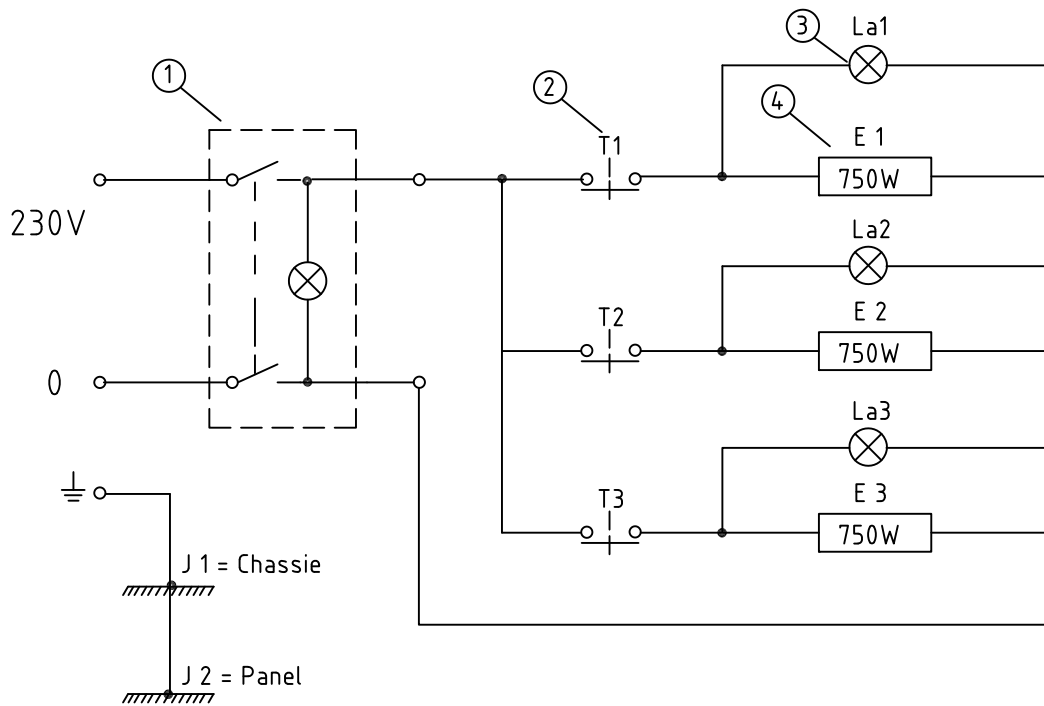 3
La1
1
2
4
T1
E 1
750W
230V
La2
T2
E 2
750W
0
La3
T3
E 3
750W
J 1 = Chassie
J 2 = Panel